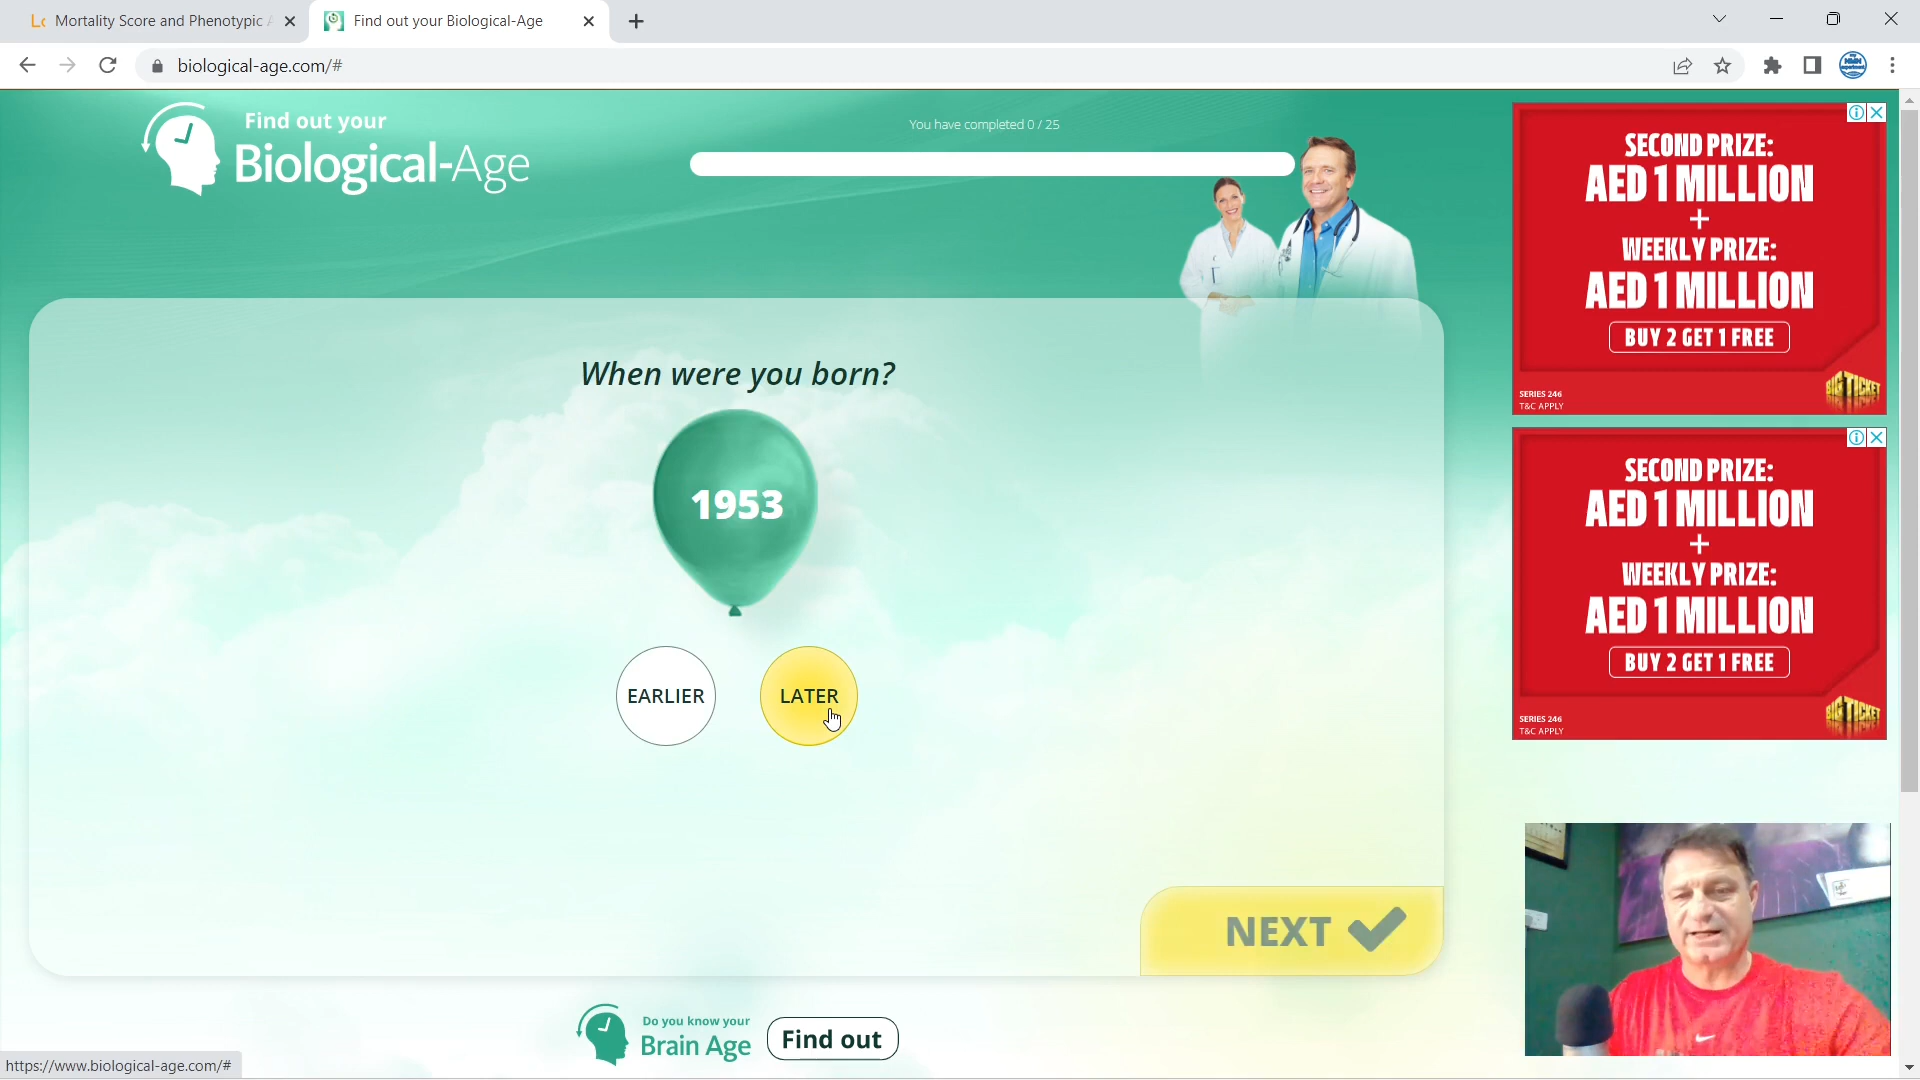 Mortality Score and Phenotypic
Find out your Biological-Age
biological-age.com/#
Find out your
Biological-Age
You have completed 0 / 25
When were you born?
1953
EARLIER
LATER
NEXT
Do you know your
Brain Age
Find out
https://www.biological-age.com/#
SECOND PRIZE:
AED 1 MILLION
+
WEEKLY PRIZE:
AED 1 MILLION
BUY 2 GET 1 FREE
SERIES 246
T&C APPLY
BIG TICKET
SECOND PRIZE:
AED 1 MILLION
+
WEEKLY PRIZE:
AED 1 MILLION
BUY 2 GET 1 FREE
SERIES 246
T&C APPLY
BIG TICKET